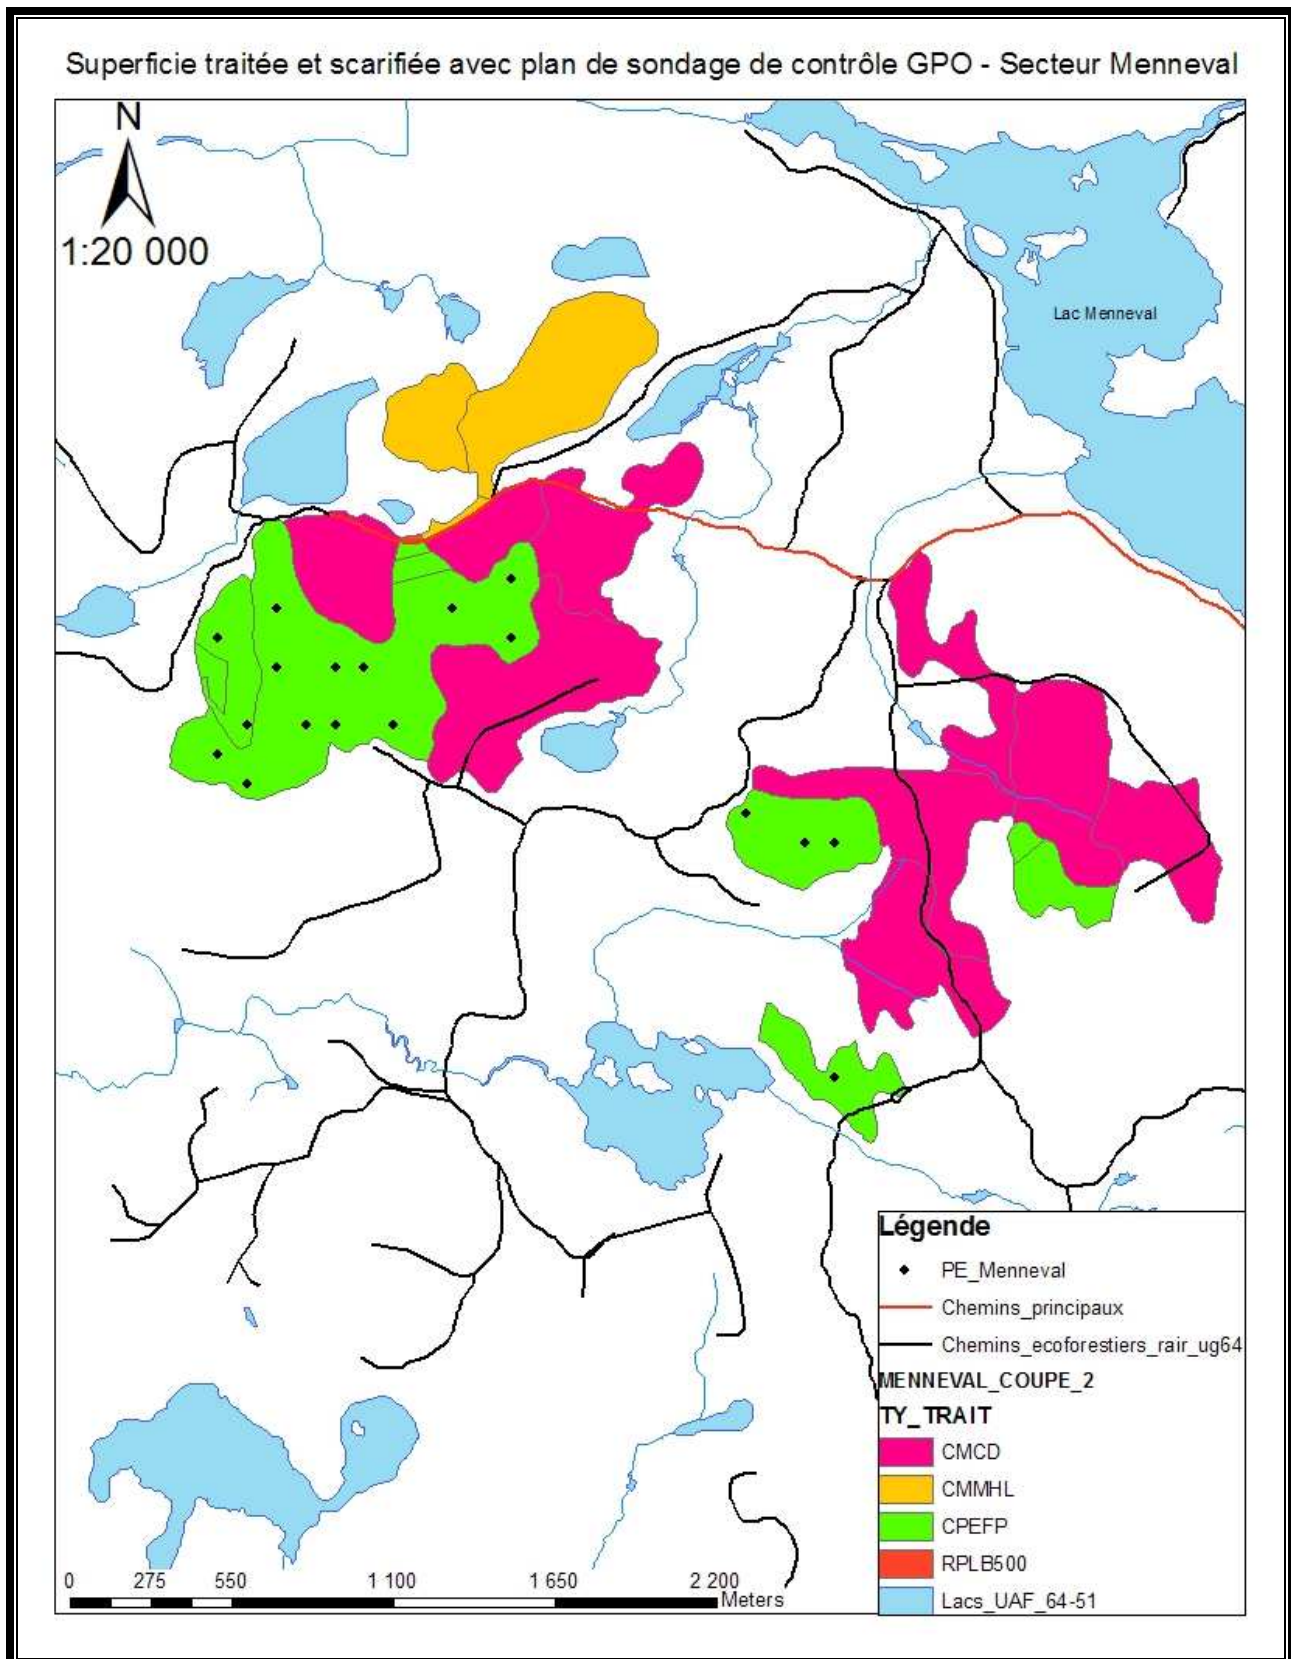 Superficie traitée et scarifiée avec plan de sondage de contrôle GPO - Secteur Menneval
N
1:20 000
Lac Menneval
Légende
PE_Menneval
Chemins_principaux
Chemins_ecoforestiers_rair_ug64
MENNEVAL_COUPE_2
TY_TRAIT
CMCD
CMMHL
CPEFP
RPLB500
Lacs_UAF_64-51
0 275 550 1 100 1 650 2 200
Meters